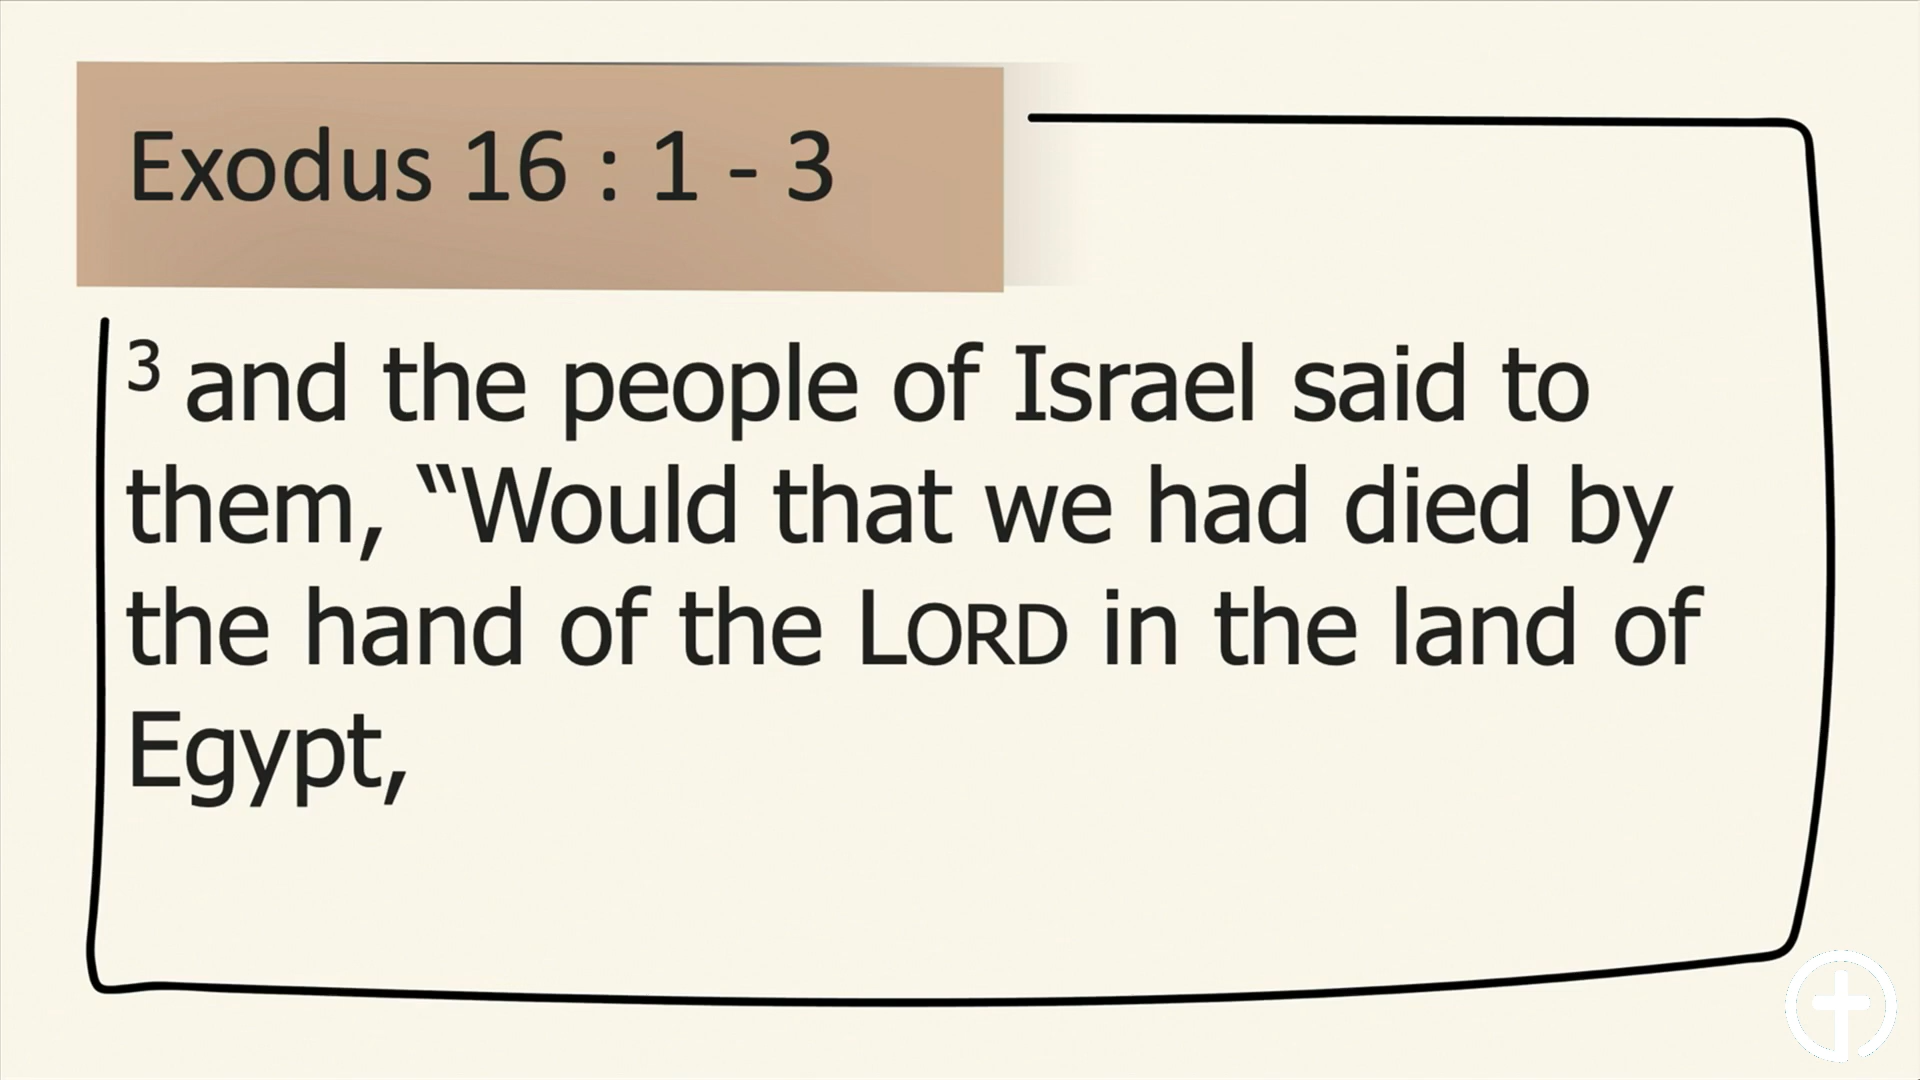 Exodus 16 : 1 - 3
3 and the people of Israel said to
them, “Would that we had died by
the hand of the LORD in the land of
Egypt,